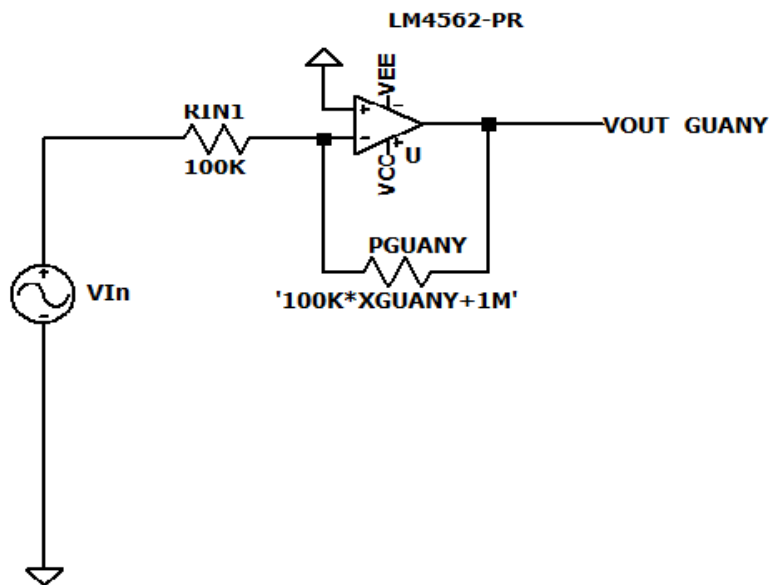 LM4562-PR
VEE
+
-
RIN1
-
100K
VCC
+
U
VOUT GUANY
PGUANY
'100K*XGUANY+1M'
+
VIn
-